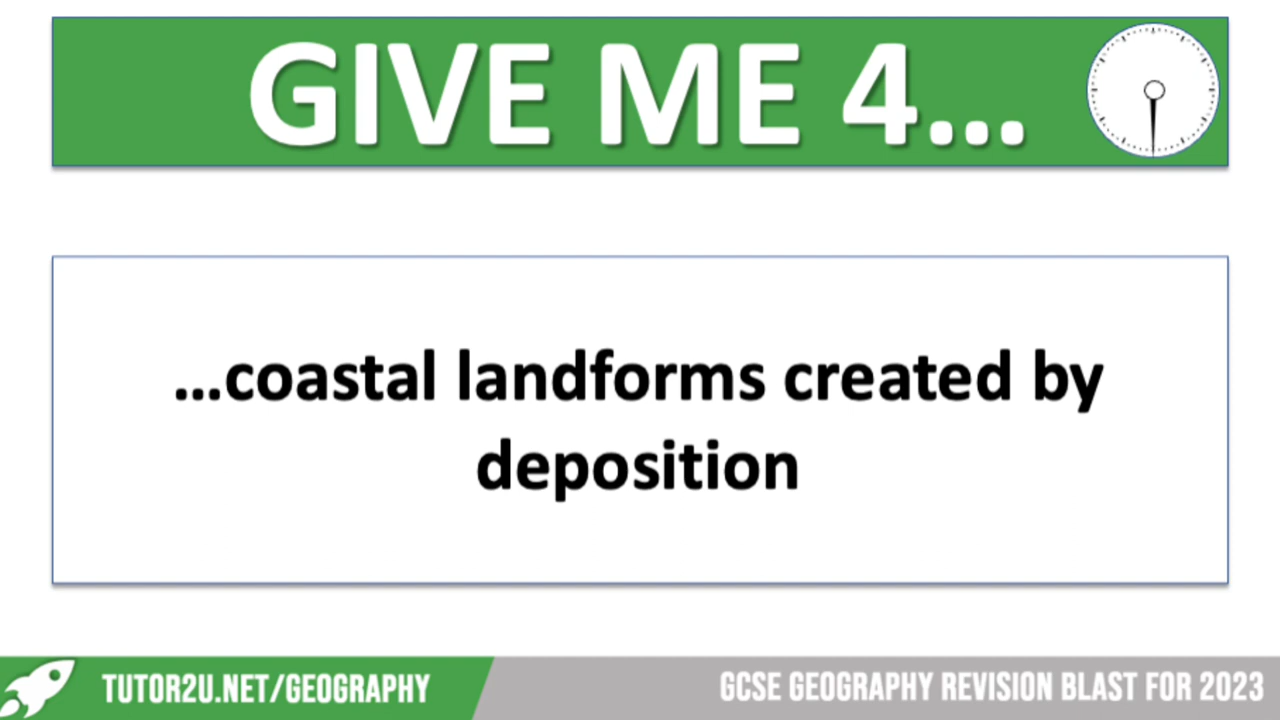 GIVE ME 4...
...coastal landforms created by
deposition
TUTOR2U.NET/GEOGRAPHY
GCSE GEOGRAPHY REVISION BLAST FOR 2023